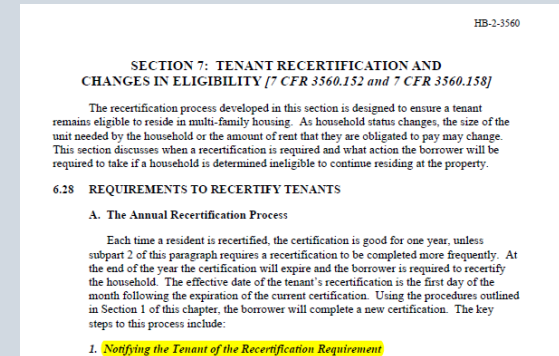 HB-2-3560
SECTION 7: TENANT RECERTIFICATION AND
CHANGES IN ELIGIBILITY [7 CFR 3560.152 and 7 CFR 3560.158]
The recertification process developed in this section is designed to ensure a tenant
remains eligible to reside in multi-family housing. As household status changes, the size of the
unit needed by the household or the amount of rent that they are obligated to pay may change.
This section discusses when a recertification is required and what action the borrower will be
required to take if a household is determined ineligible to continue residing at the property.
6.28 REQUIREMENTS TO RECERTIFY TENANTS
A. The Annual Recertification Process
Each time a resident is recertified, the certification is good for one year, unless
subpart 2 of this paragraph requires a recertification to be completed more frequently. At
the end of the year the certification will expire and the borrower is required to recertify
the household. The effective date of the tenant's recertification is the first day of the
month following the expiration of the current certification. Using the procedures outlined
in Section 1 of this chapter, the borrower will complete a new certification. The key
steps to this process include:
1. Notifying the Tenant of the Recertification Requirement